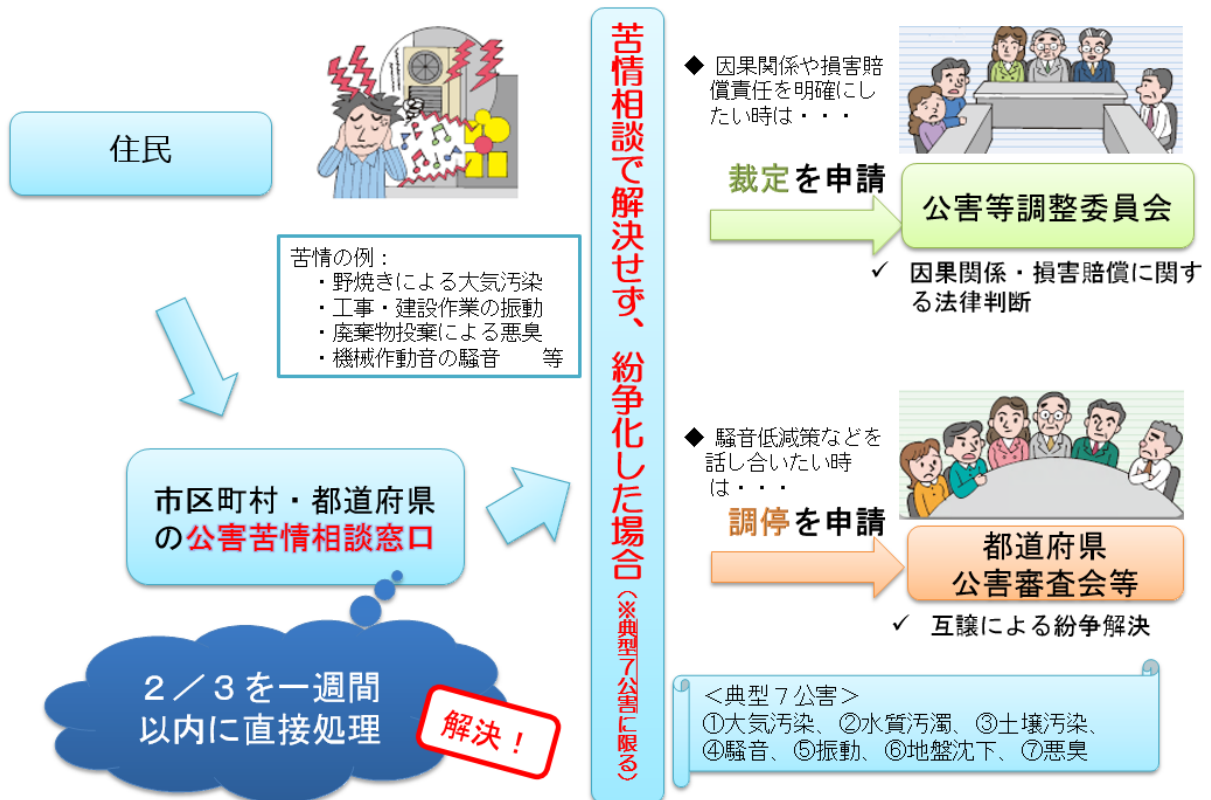 住民
苦情の例：
・野焼きによる大気汚染
・工事・建設作業の振動
・廃棄物投棄による悪臭
・機械作動音の騒音　　等
市区町村・都道府県
の公害苦情相談窓口
２／３を一週間
以内に直接処理
解決！
苦情相談で解決せず、紛争化した場合（※典型７公害に限る）
◆ 因果関係や損害賠
償責任を明確にし
たい時は・・・
裁定を申請
公害等調整委員会
✓ 因果関係・損害賠償に関す
る法律判断
◆ 騒音低減策などを
話し合いたい時
は・・・
調停を申請
都道府県
公害審査会等
✓ 互譲による紛争解決
＜典型７公害＞
①大気汚染、②水質汚濁、③土壌汚染、
④騒音、⑤振動、⑥地盤沈下、⑦悪臭